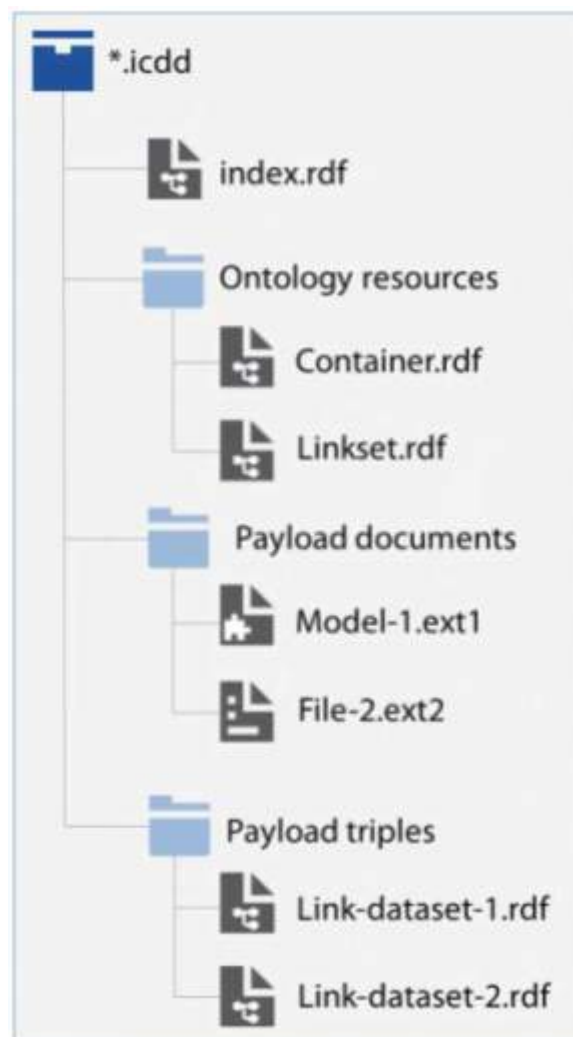 *.icdd
index.rdf
Ontology resources
Container.rdf
Linkset.rdf
Payload documents
Model-1.ext1
File-2.ext2
Payload triples
Link-dataset-1.rdf
Link-dataset-2.rdf